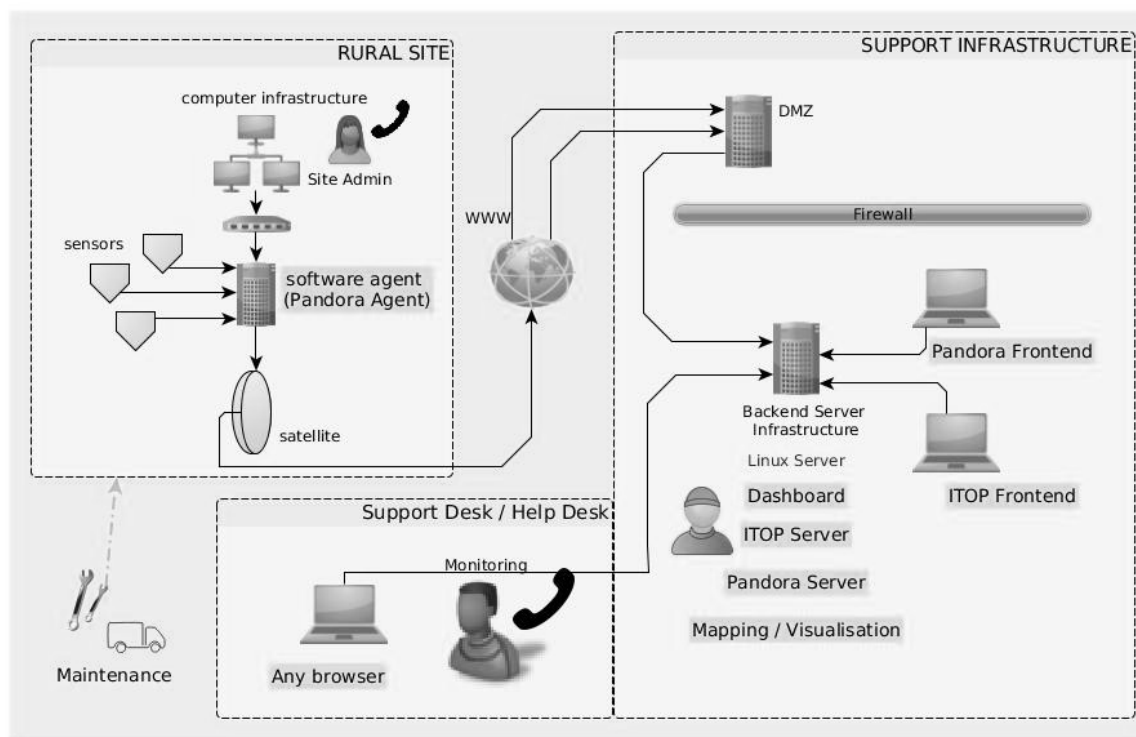 RURAL SITE
computer infrastructure
Site Admin
sensors
software agent
(Pandora Agent)
satellite
WWW
SUPPORT INFRASTRUCTURE
DMZ
Firewall
Pandora Frontend
Backend Server
Infrastructure
Linux Server
Dashboard
ITOP Frontend
ITOP Server
Pandora Server
Mapping / Visualisation
Support Desk / Help Desk
Monitoring
Any browser
Maintenance